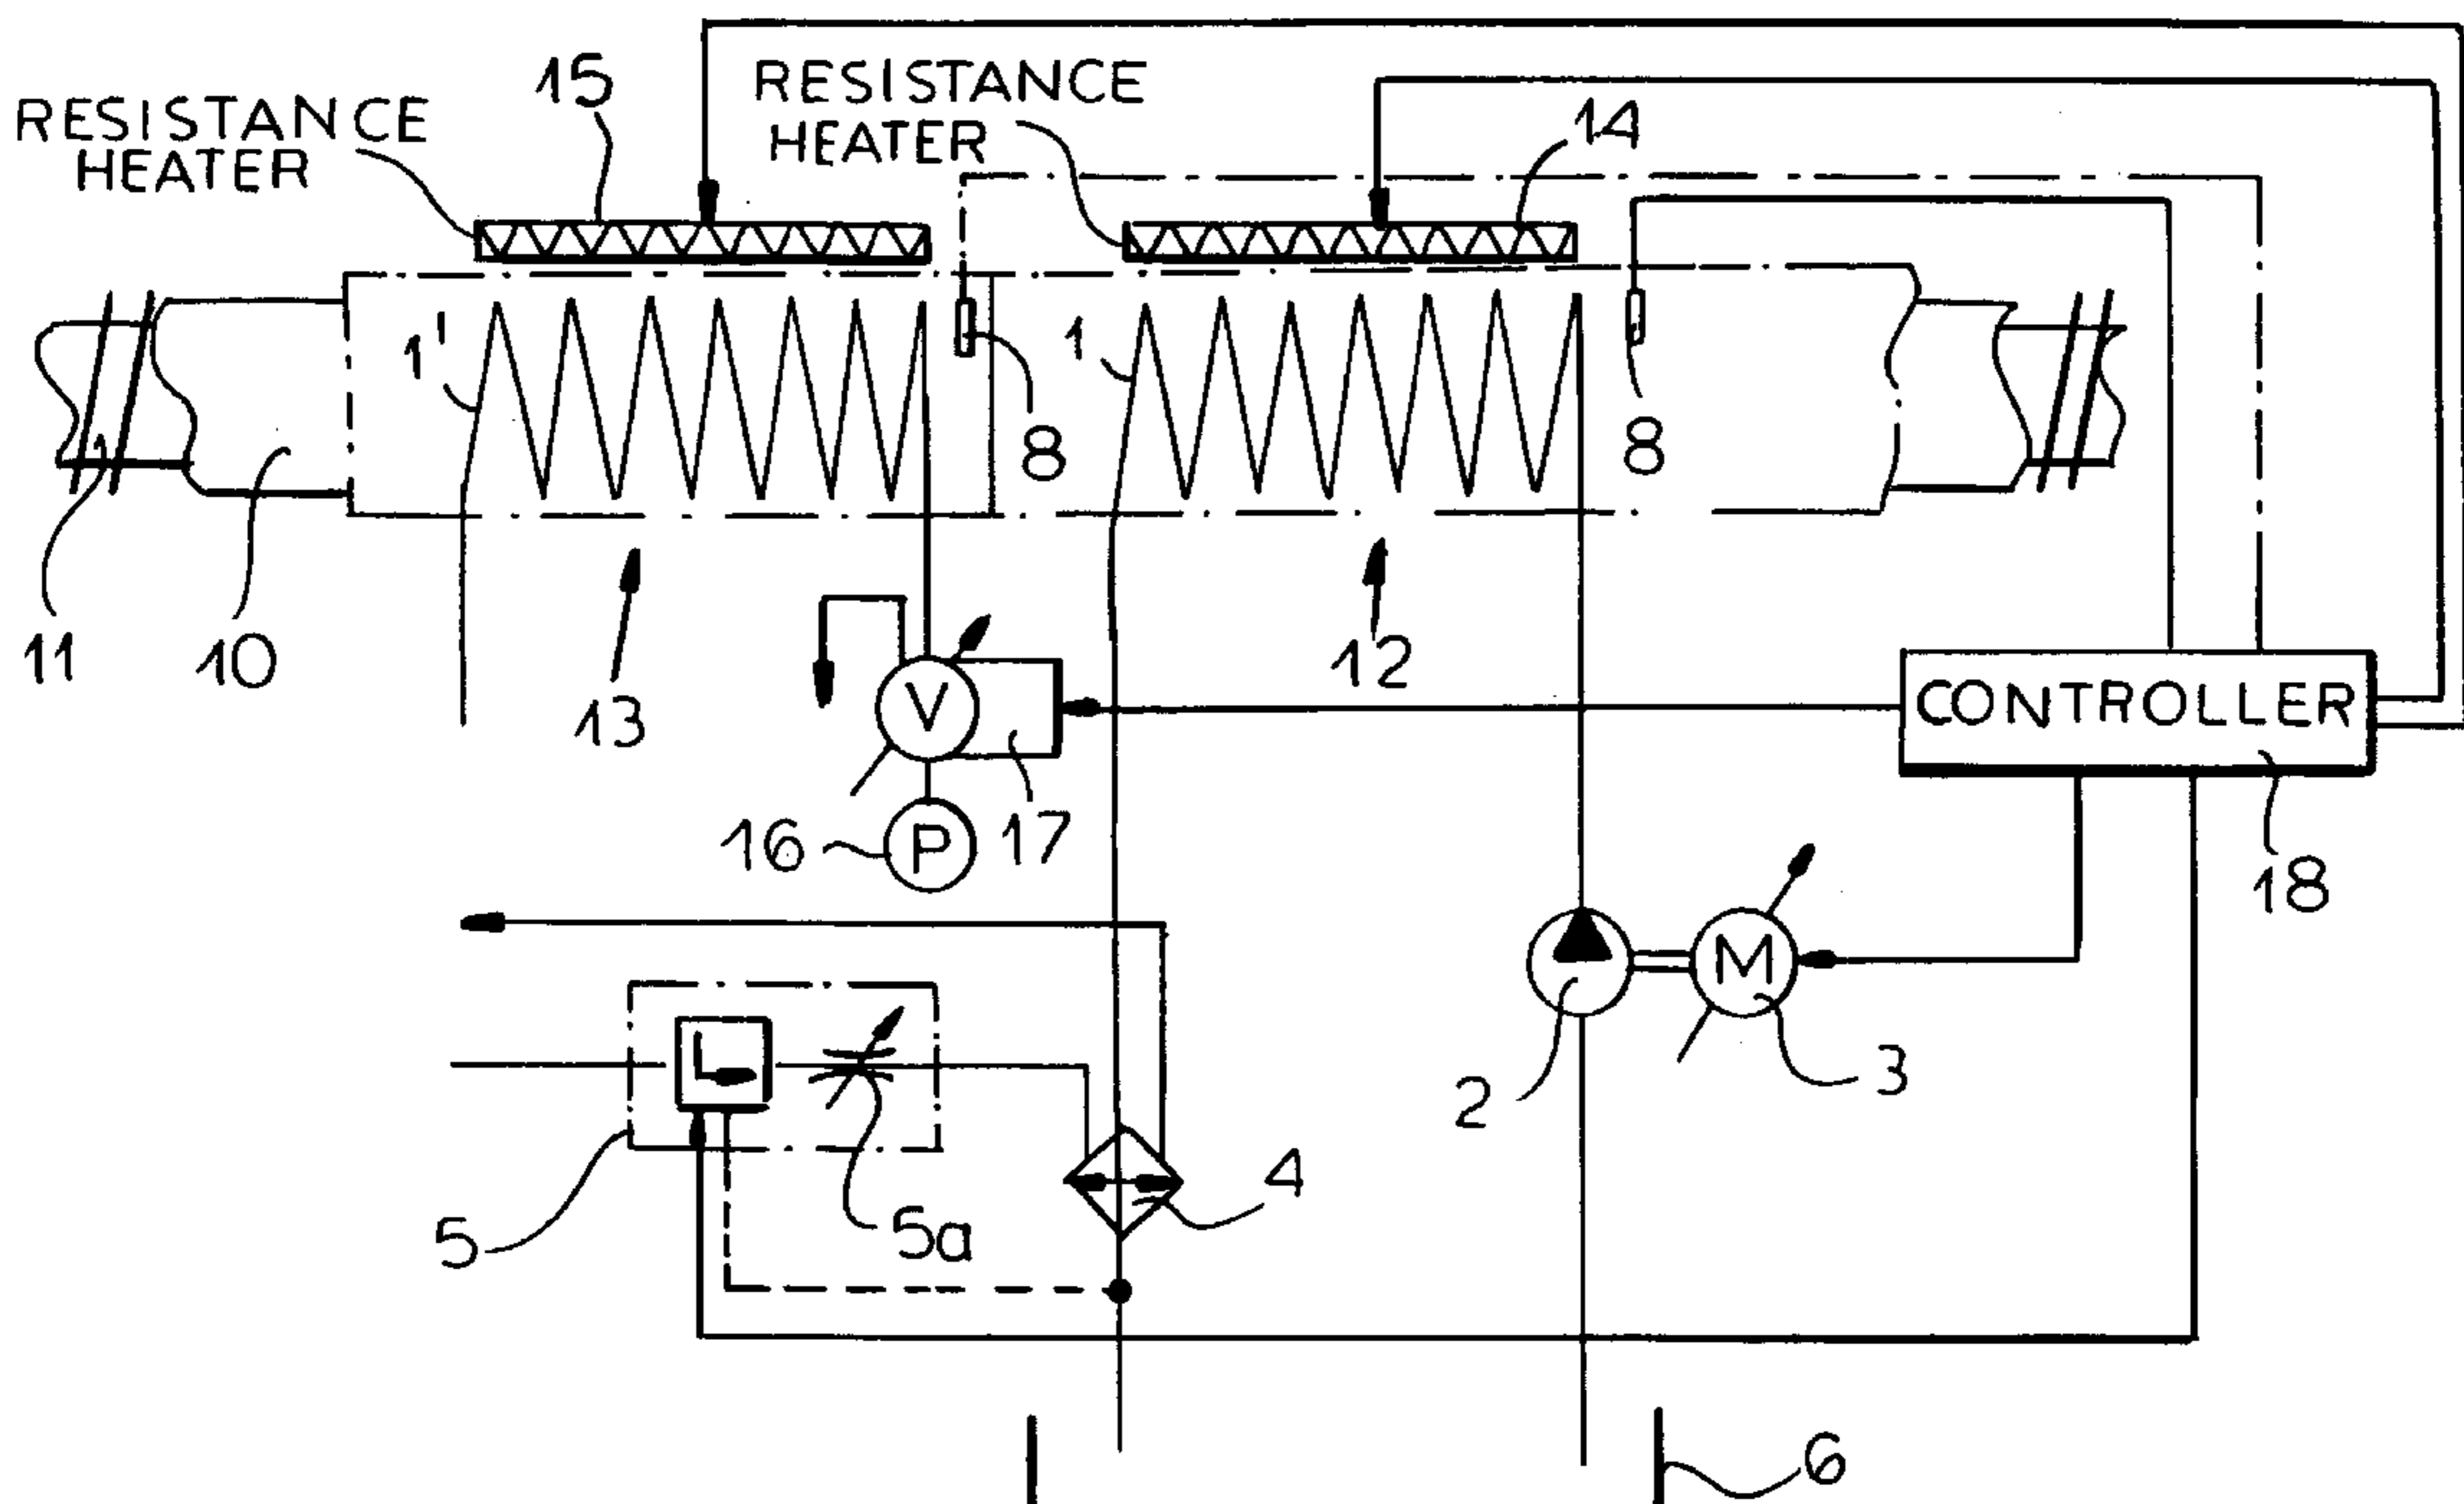 15
RESISTANCE
HEATER
RESISTANCE
HEATER
14
1
8
1
8
11
10
13
12
V
CONTROLLER
16
P
17
18
M
2
3
5
5a
4
6